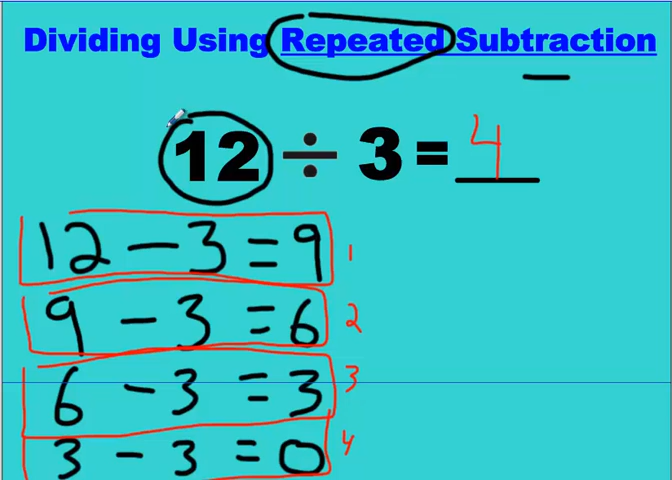 Dividing Using Repeated Subtraction
12 ÷ 3 = 4
12 - 3 = 9 1
9 - 3 = 6 2
6 - 3 = 3 3
3 - 3 = 0 4